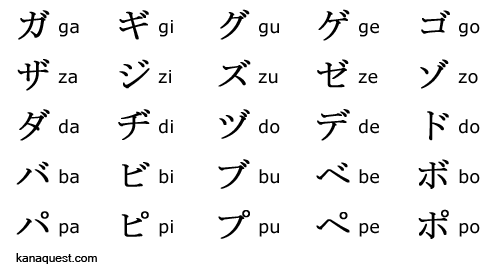 ガ ga ギ gi グ gu ゲ ge ゴ go
ザ za ジ zi ズ zu ゼ ze ゾ zo
ダ da ヂ di ヅ do デ de ド do
バ ba ビ bi ブ bu ベ be ボ bo
パ pa ピ pi プ pu ペ pe ポ po
kanaquest.com